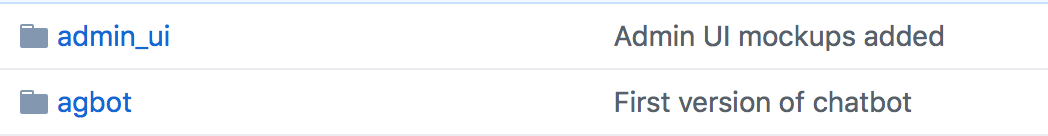 admin_ui Admin UI mockups added
agbot First version of chatbot